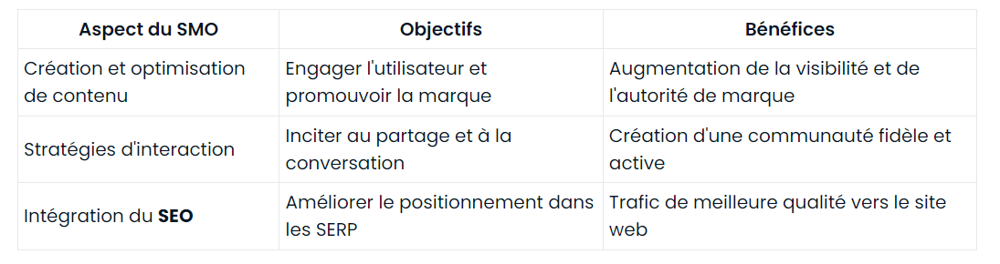 Aspect du SMO
Objectifs
Bénéfices
Création et optimisation
de contenu
Engager l'utilisateur et
promouvoir la marque
Augmentation de la visibilité et de
l'autorité de marque
Stratégies d'interaction
Inciter au partage et à la
conversation
Création d'une communauté fidèle et
active
Intégration du SEO
Améliorer le positionnement dans
les SERP
Trafic de meilleure qualité vers le site
web